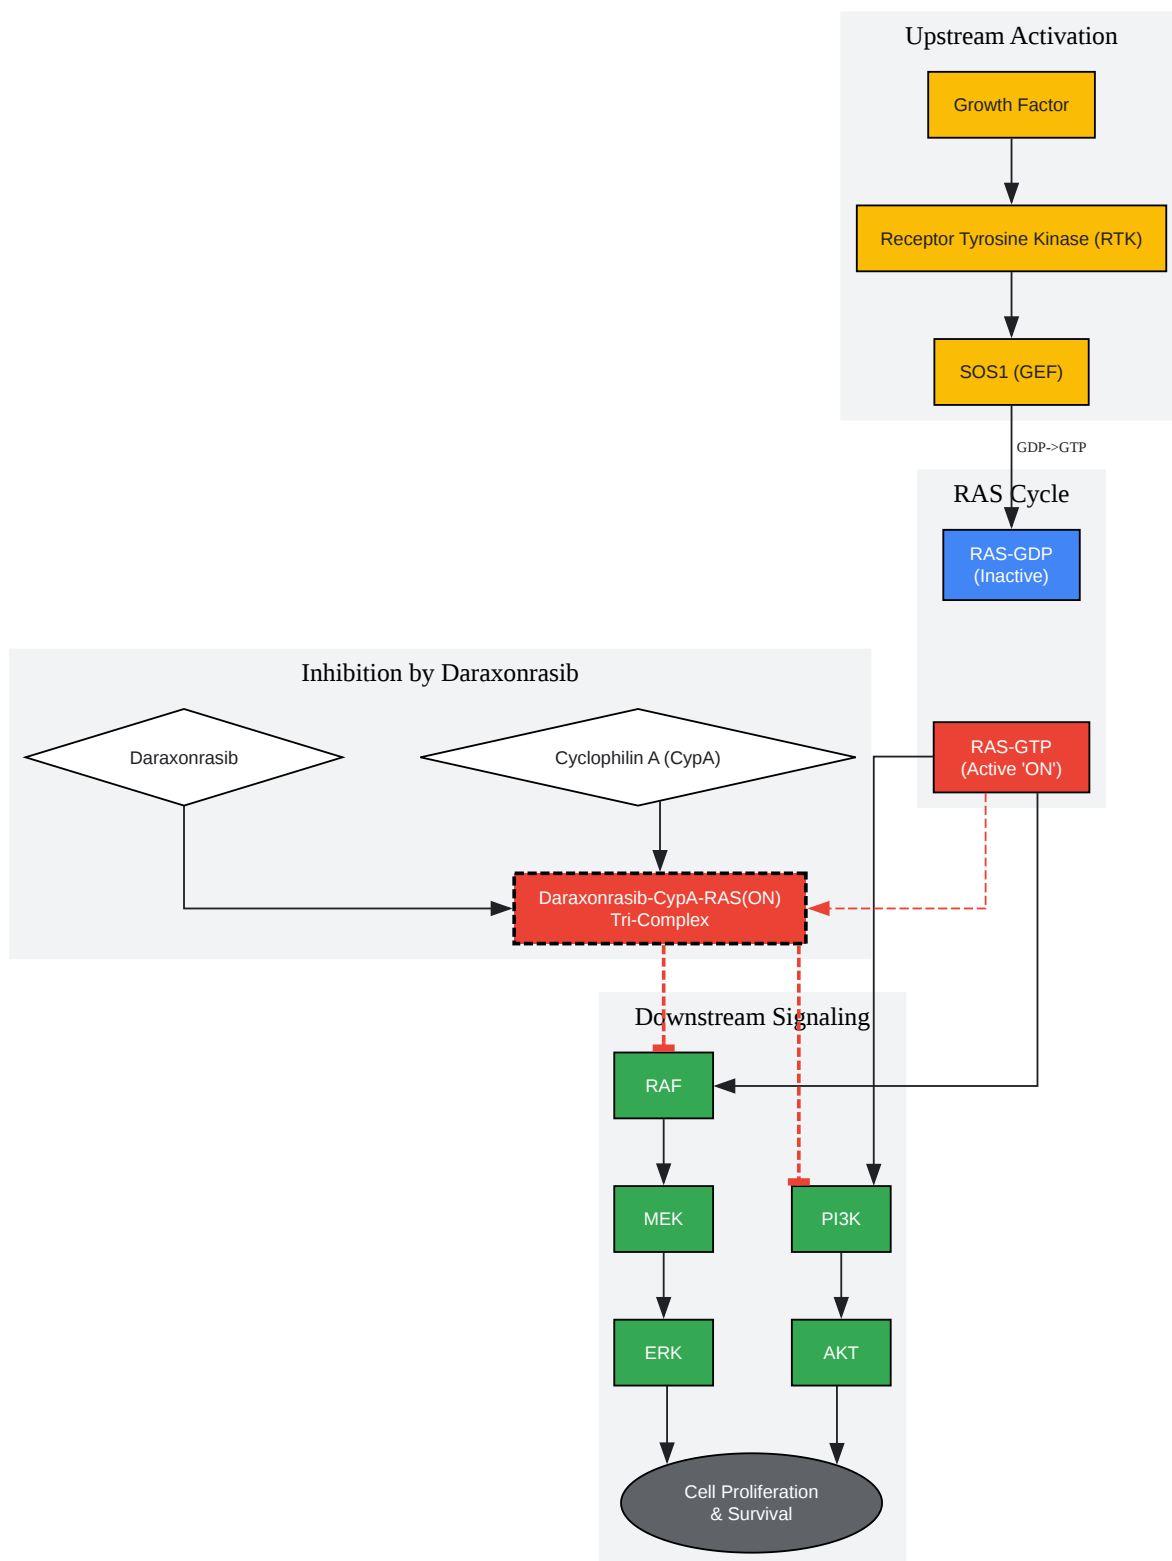 Upstream Activation
Growth Factor
Receptor Tyrosine Kinase (RTK)
SOS1 (GEF)
GDP->GTP
RAS Cycle
RAS-GDP
(Inactive)
Inhibition by Daraxonrasib
Daraxonrasib
Cyclophilin A (CypA)
RAS-GTP
(Active 'ON')
Daraxonrasib-CypA-RAS(ON)
Tri-Complex
Downstream Signaling
RAF
MEK
PI3K
ERK
AKT
Cell Proliferation
& Survival